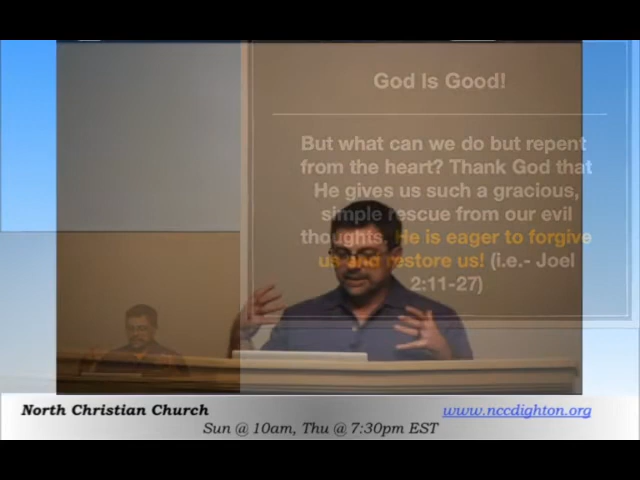 God Is Good!
But what can we do but repent
from the heart? Thank God that
He gives us such a gracious,
simple rescue from our evil
thoughts. He is eager to forgive
us and restore us! (i.e.- Joel
2:11-27)
North Christian Church
www.nccdighton.org
Sun @ 10am, Thu @ 7:30pm EST